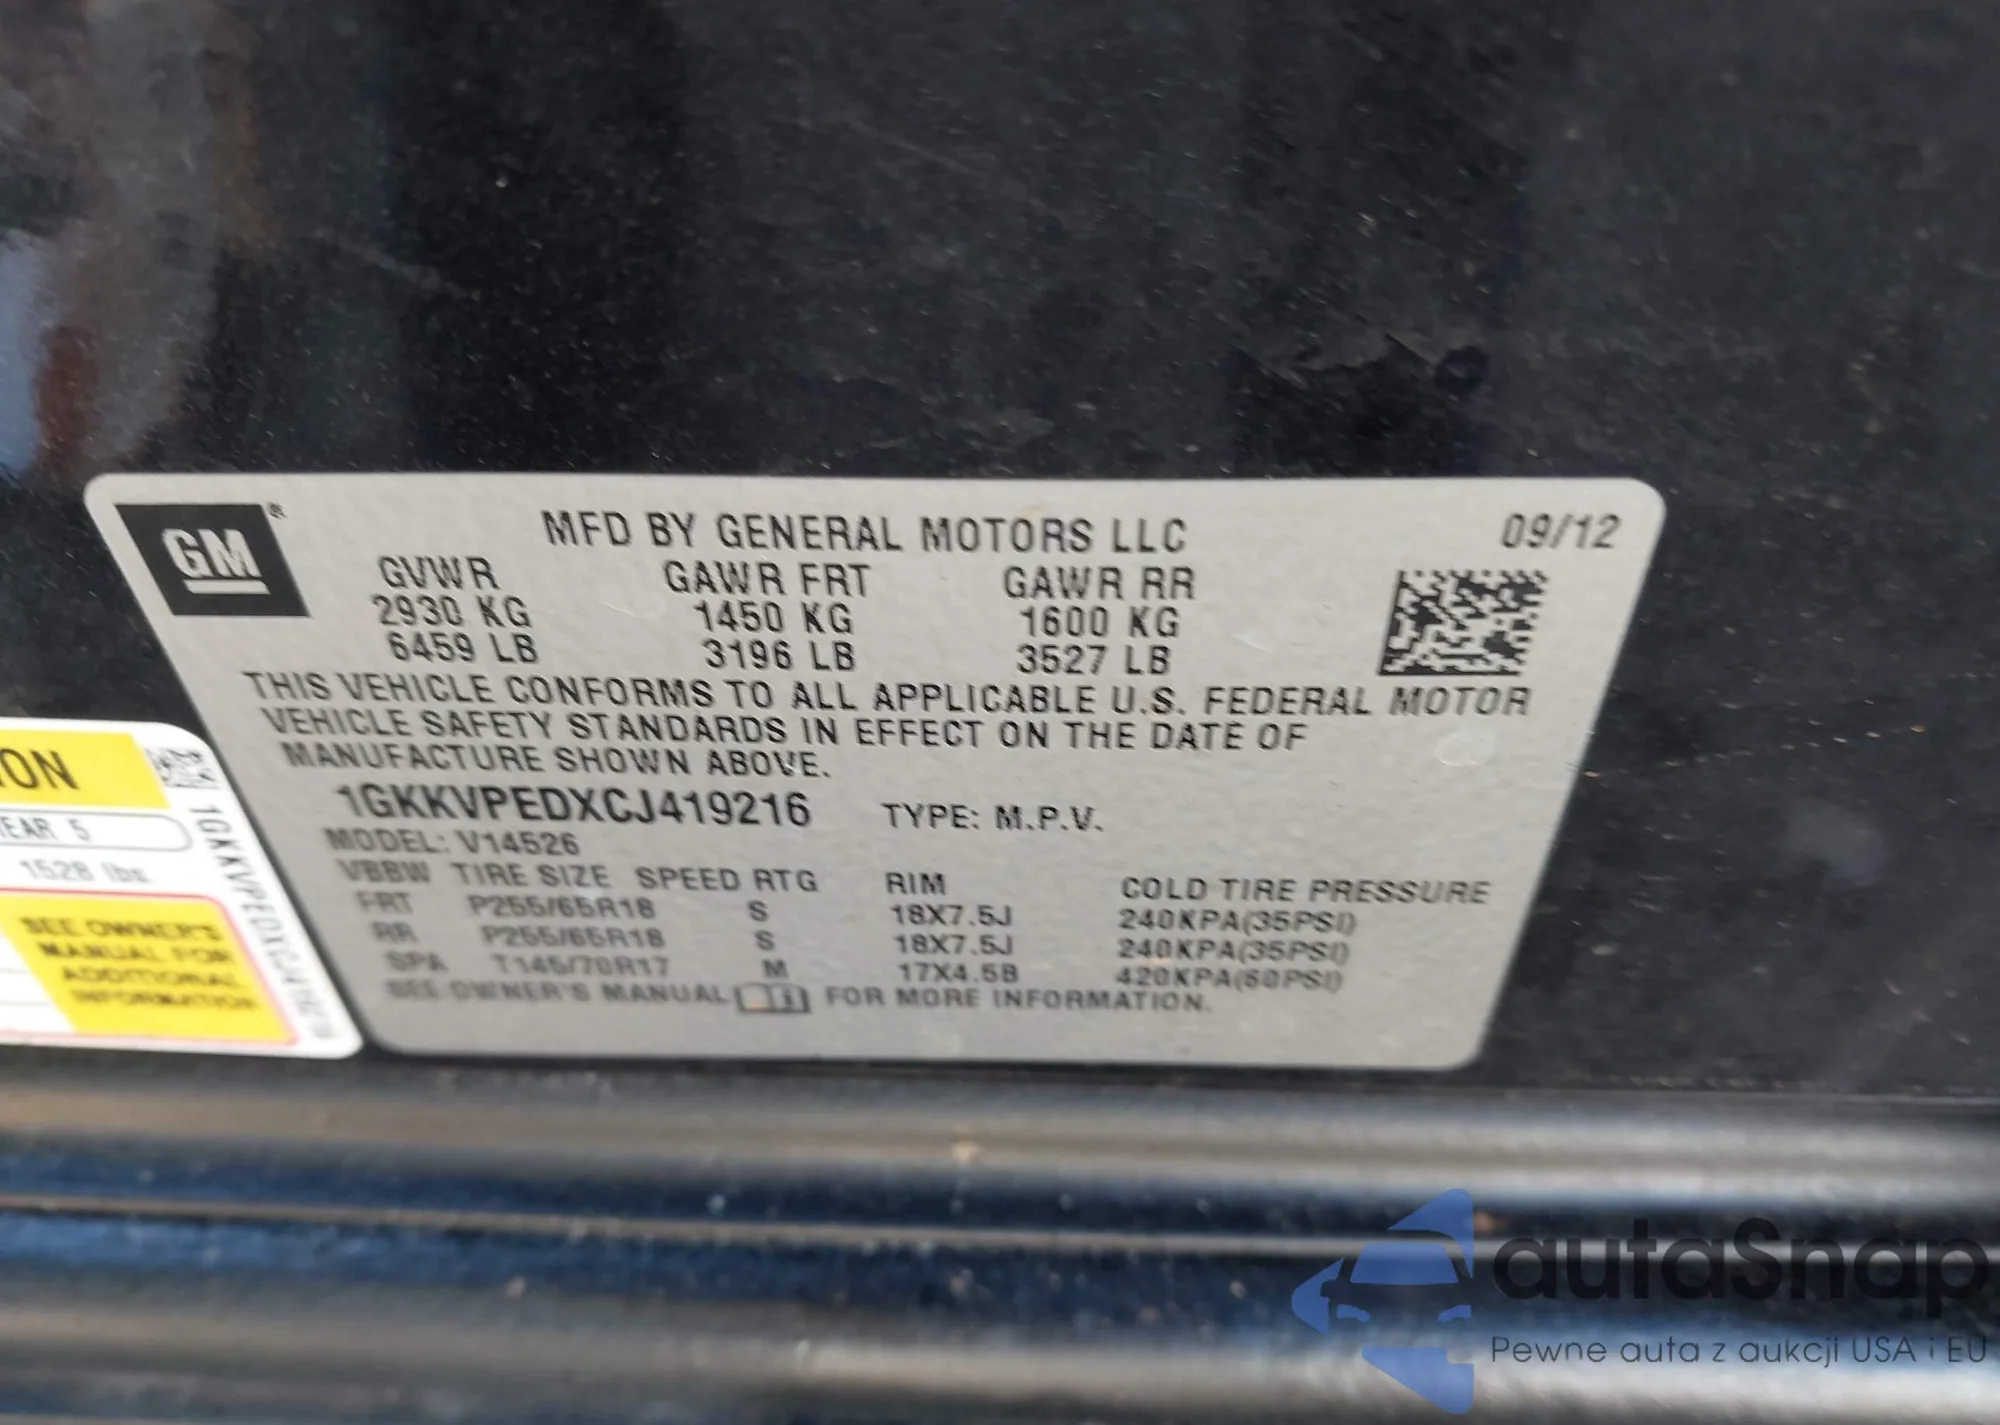 GM
MFD BY GENERAL MOTORS LLC 09/12
GVWR GAWR FRT GAWR RR
2930 KG 1450 KG 1600 KG
6459 LB 3196 LB 3527 LB
THIS VEHICLE CONFORMS TO ALL APPLICABLE U.S. FEDERAL MOTOR
VEHICLE SAFETY STANDARDS IN EFFECT ON THE DATE OF
MANUFACTURE SHOWN ABOVE.
1GKKVPEDXCJ419216 TYPE: M.P.V.
MODEL: V14526
VBBW TIRE SIZE SPEED RTG RIM COLD TIRE PRESSURE
FRT P255/65R18 S 18X7.5J 240KPA(35PSI)
RR P255/65R18 S 18X7.5J 240KPA(35PSI)
SPA T145/70R17 M 17X4.5B 420KPA(60PSI)
SEE OWNER'S MANUAL FOR MORE INFORMATION.
ION
EAR 5
1528 lbs.
SEE OWNER'S
MANUAL FOR
ADDITIONAL
INFORMATION
1GKKVPEDXCJ419216
autaSnap
Pewne auta z aukcji USA i EU